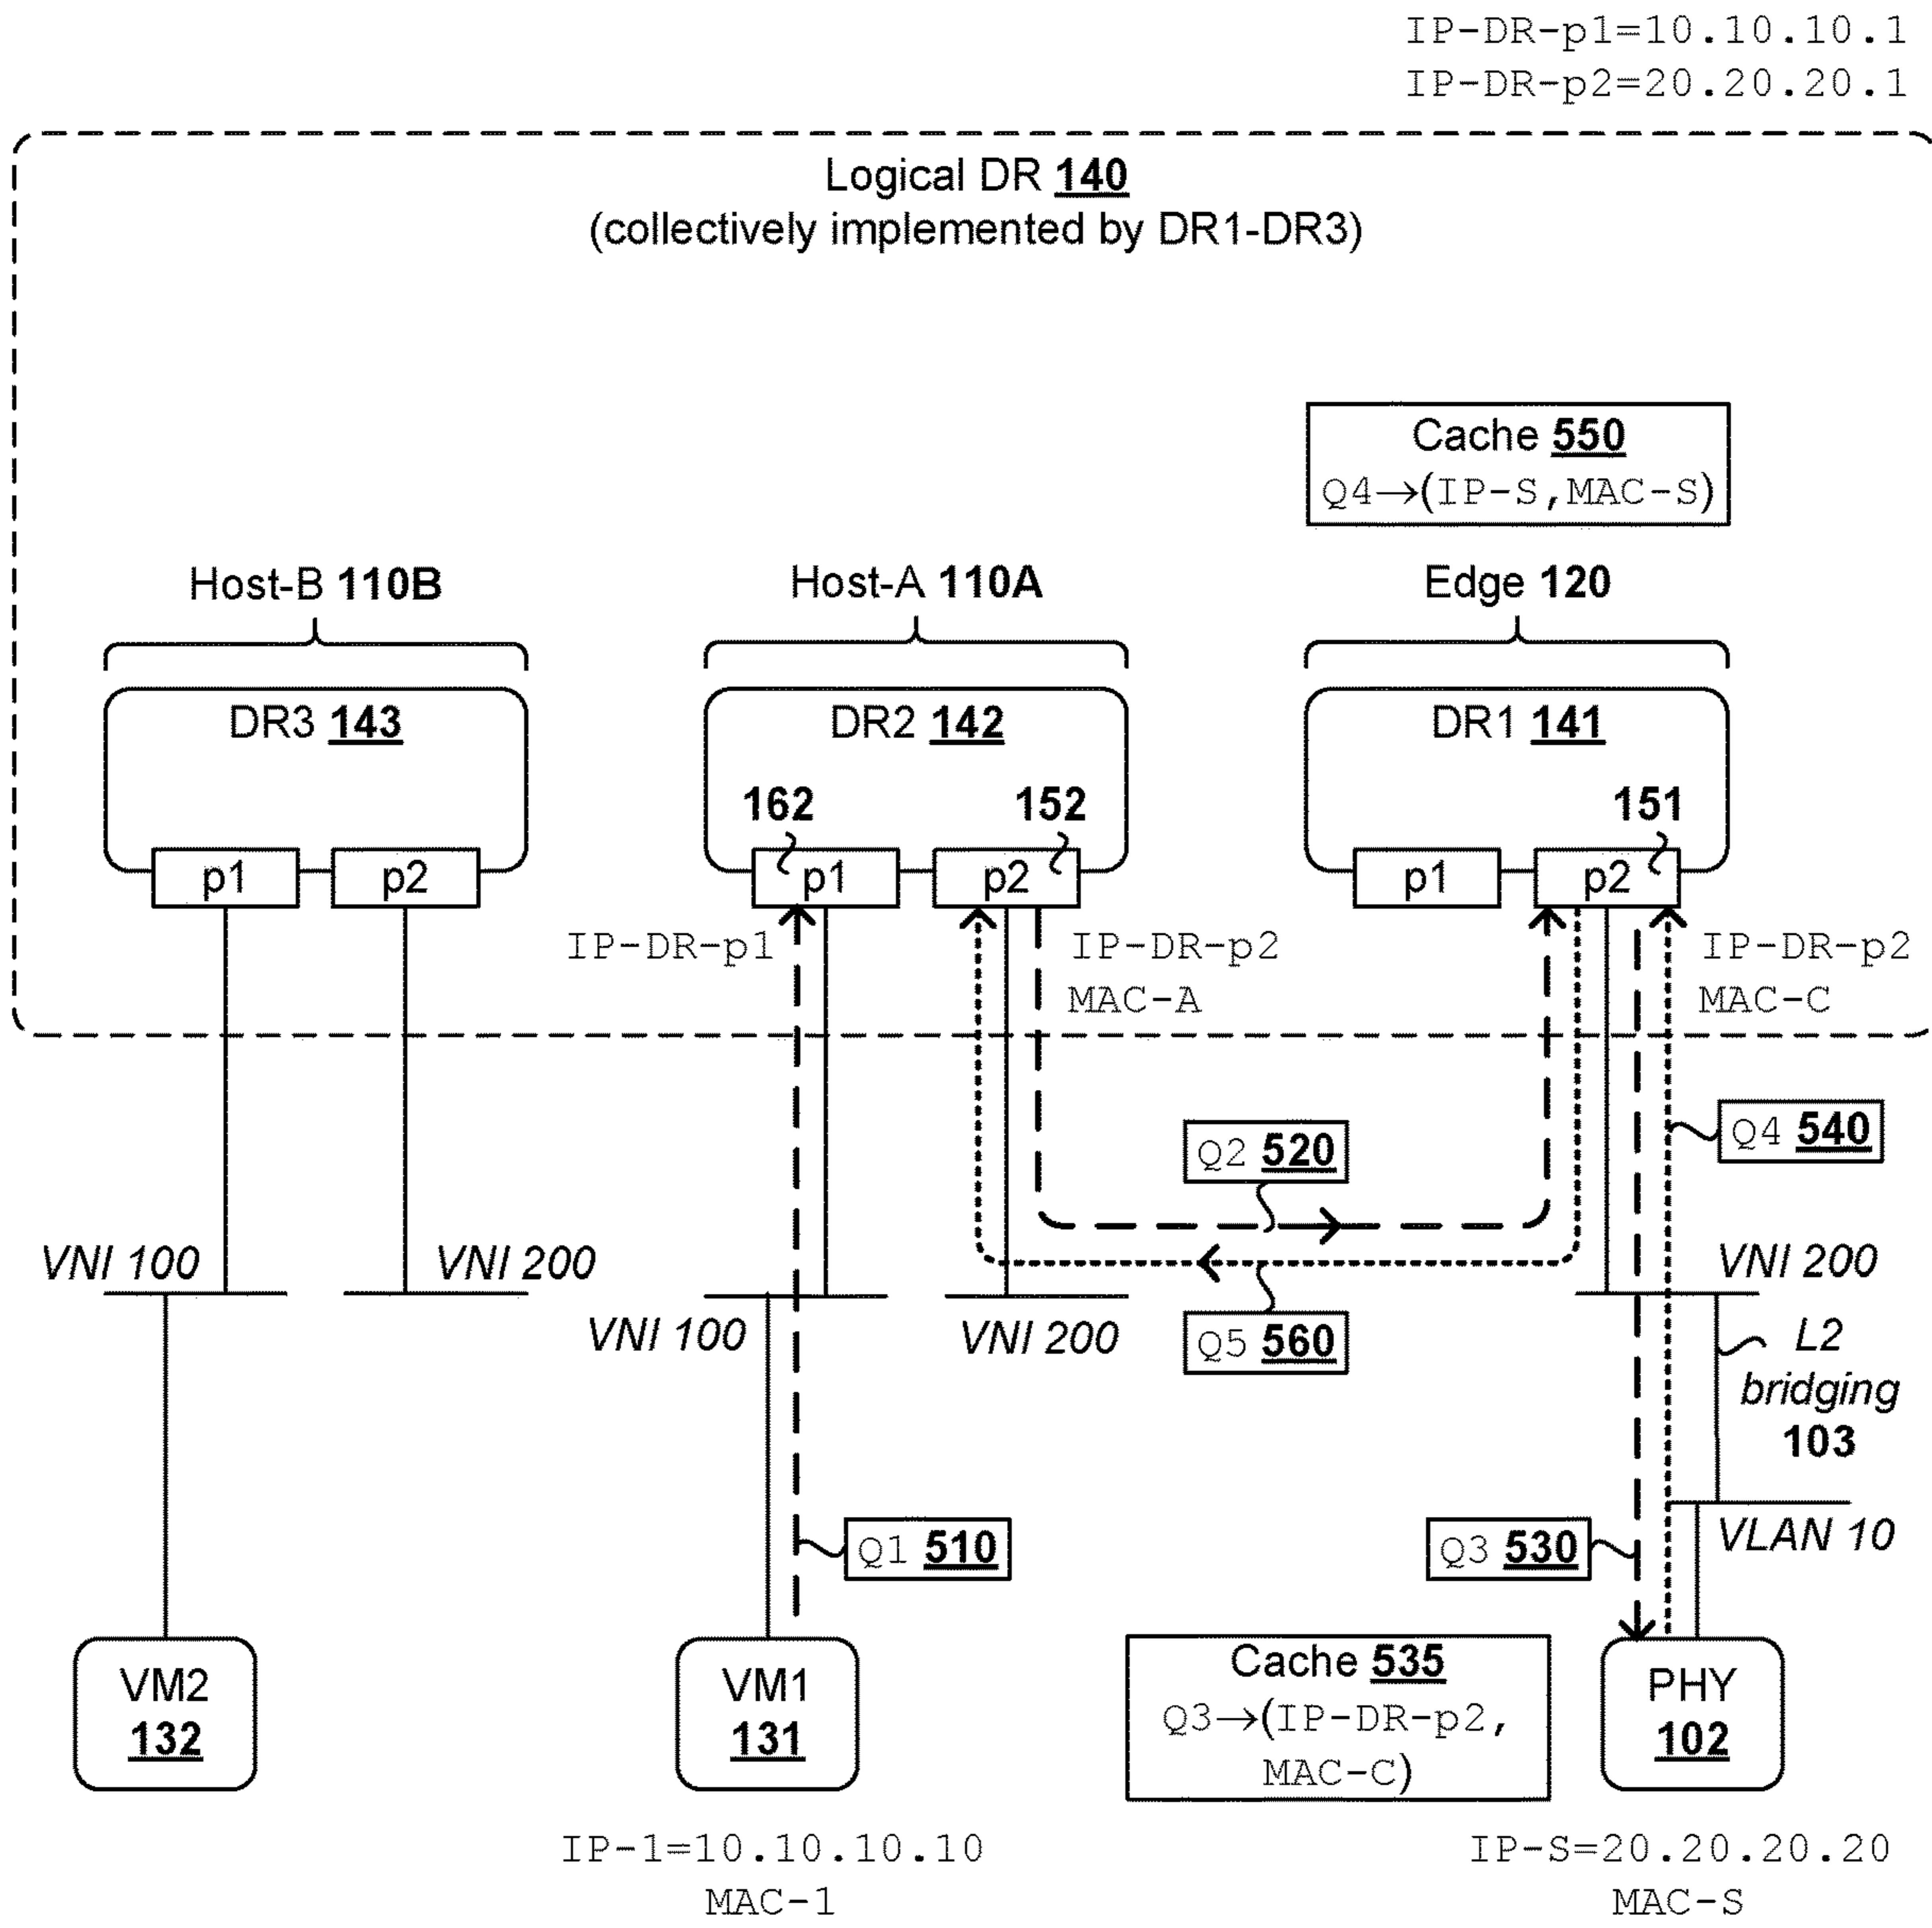 IP-DR-p1=10.10.10.1
IP-DR-p2=20.20.20.1
Logical DR 140
(collectively implemented by DR1-DR3)
Cache 550
Q4→(IP-S,MAC-S)
Host-B 110B
Host-A 110A
Edge 120
DR3 143
DR2 142
DR1 141
162
152
151
p1
p2
p1
p2
p1
p2
IP-DR-p1
IP-DR-p2
MAC-A
IP-DR-p2
MAC-C
Q2 520
Q4 540
VNI 100
VNI 200
VNI 100
VNI 200
VNI 200
Q5 560
L2
bridging
103
Q1 510
Q3 530
VLAN 10
VM2
132
VM1
131
Cache 535
Q3→(IP-DR-p2,
MAC-C)
PHY
102
IP-1=10.10.10.10
MAC-1
IP-S=20.20.20.20
MAC-S